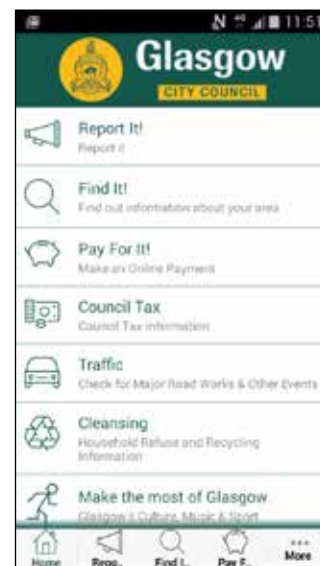 4G 11:51
Glasgow
CITY COUNCIL
Report It!
Report it
Find It!
Find out information about your area
Pay For It!
Make an Online Payment
Council Tax
Council Tax Information
Traffic
Check for Major Road Works & Other Events
Cleansing
Household Refuse and Recycling
Information
Make the most of Glasgow
Glasgow's Culture, Music & Sport
Home Repo.. Find I.. Pay F.. More